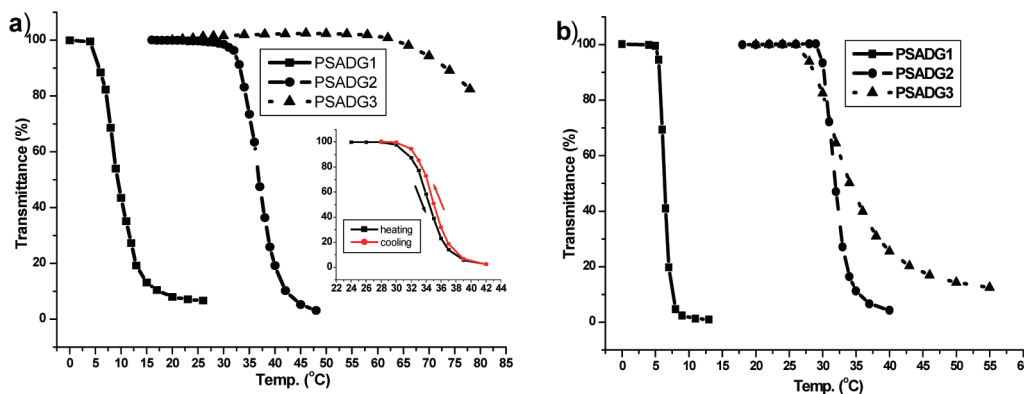 a)
Transmittance (%)
100
80
60
40
20
0
PSADG1
PSADG2
PSADG3
100
80
60
40
20
0
heating
cooling
22 24 26 28 30 32 34 36 38 40 42 44
0 5 10 15 20 25 30 35 40 45 50 55 60 65 70 75 80 85
Temp. (°C)
b)
Transmittance (%)
100
80
60
40
20
0
PSADG1
PSADG2
PSADG3
0 5 10 15 20 25 30 35 40 45 50 55 60
Temp. (°C)